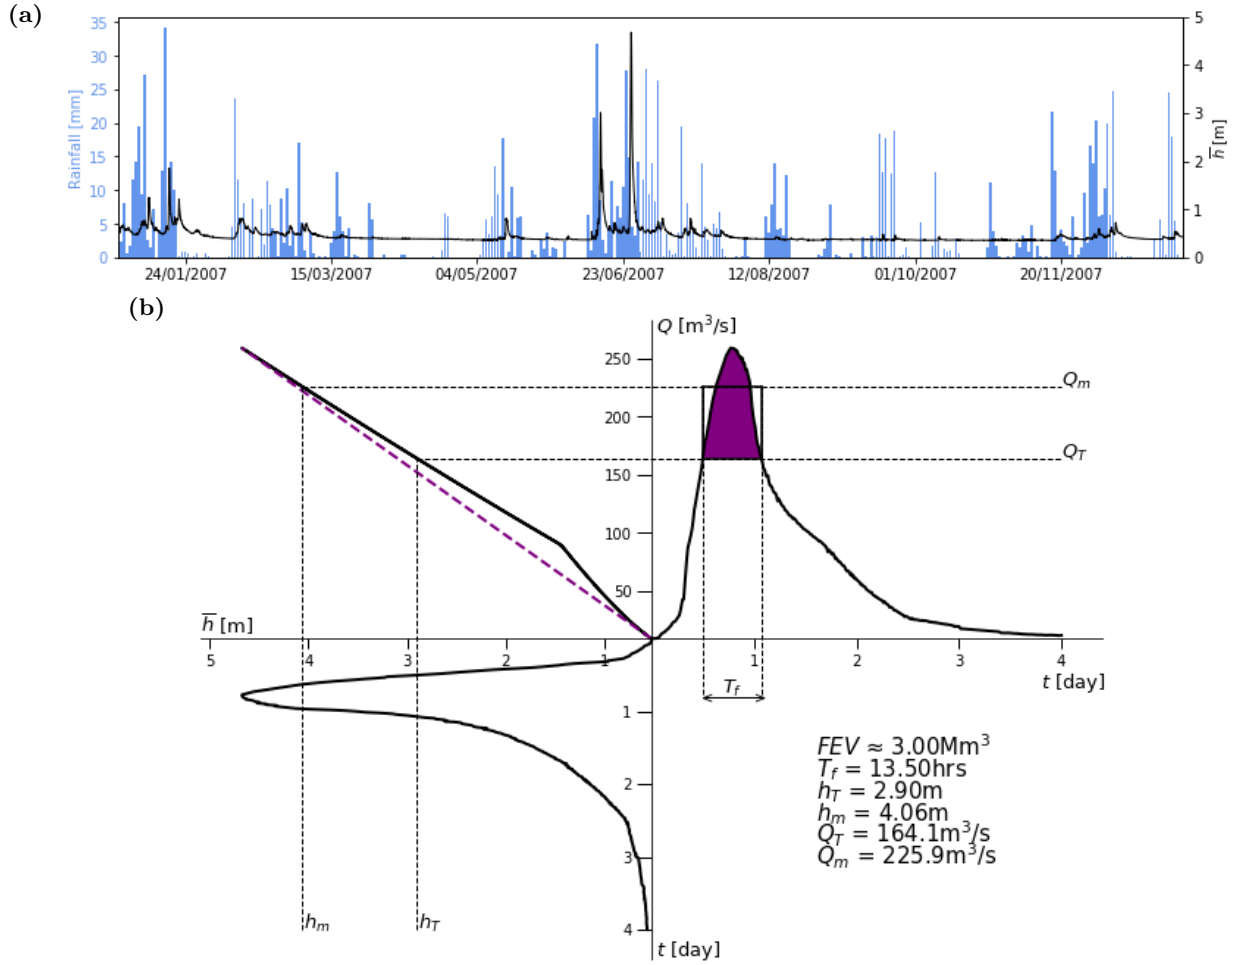 (a)
35
30
25
20
15
10
5
0
Rainfall [mm]
5
4
3
2
1
0
h̅ [m]
24/01/2007 15/03/2007 04/05/2007 23/06/2007 12/08/2007 01/10/2007 20/11/2007
(b)
Q [m³/s]
250
200
150
100
50
Qm
QT
h̅ [m]
5 4 3 2 1
1 2 3 4
t [day]
Tf
1
2
3
4
hm
hT
t [day]
FEV ≈ 3.00Mm³
Tf = 13.50hrs
hT = 2.90m
hm = 4.06m
QT = 164.1m³/s
Qm = 225.9m³/s